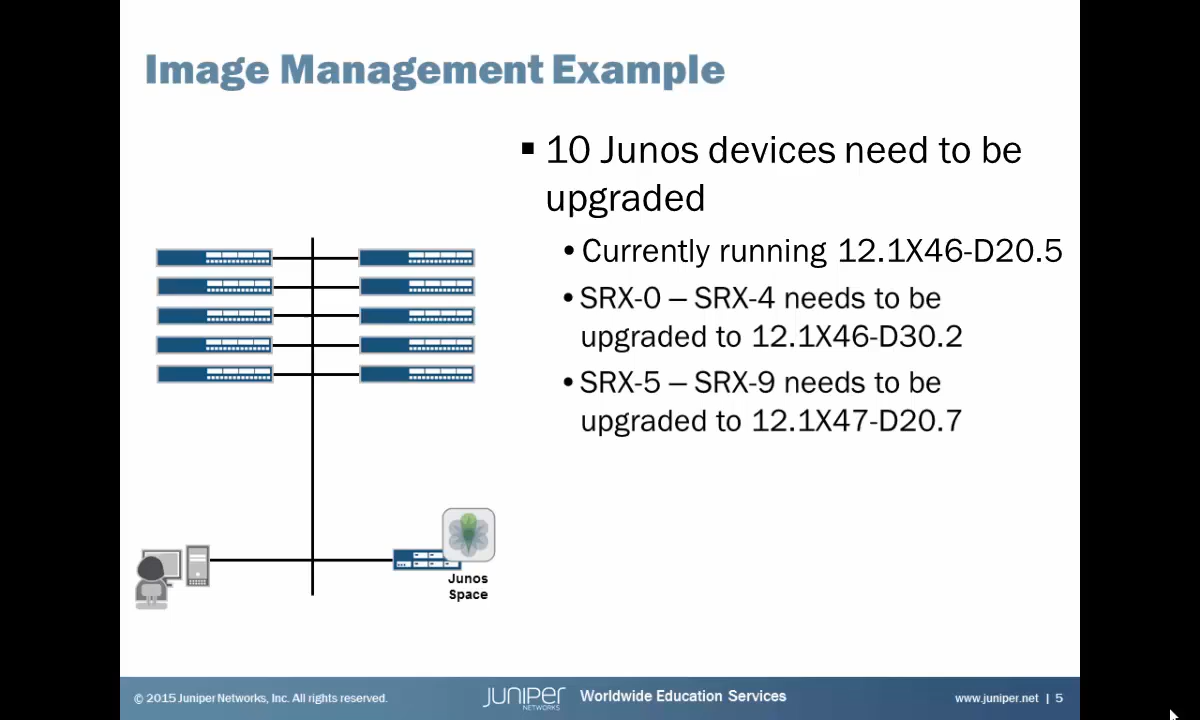 Image Management Example
▪ 10 Junos devices need to be
upgraded
• Currently running 12.1X46-D20.5
• SRX-0 – SRX-4 needs to be
upgraded to 12.1X46-D30.2
• SRX-5 – SRX-9 needs to be
upgraded to 12.1X47-D20.7
Junos
Space
© 2015 Juniper Networks, Inc. All rights reserved.
JUNIPER
NETWORKS
Worldwide Education Services
www.juniper.net | 5